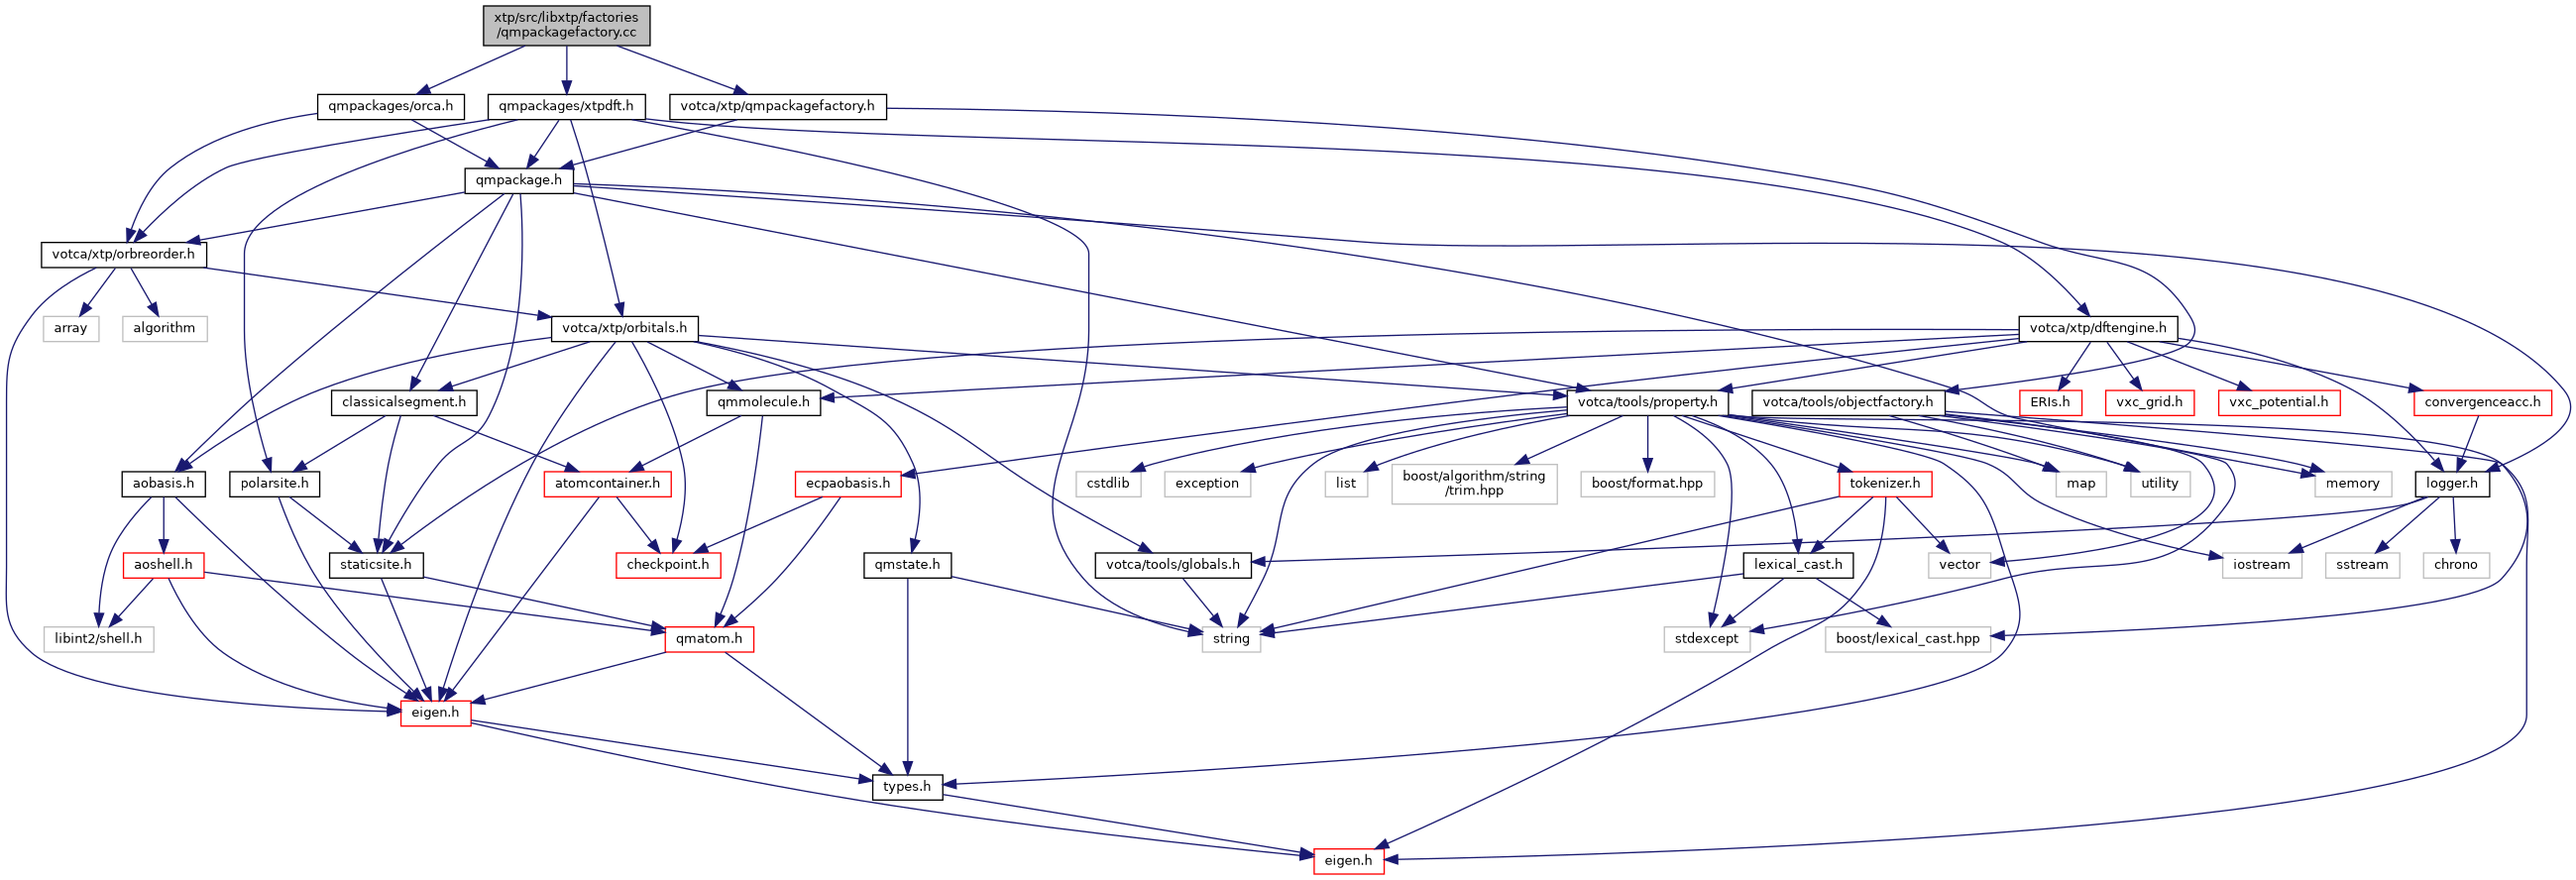 xtp/src/libxtp/factories
/qmpackagefactory.cc
qmpackages/orca.h
qmpackages/xtpdft.h
votca/xtp/qmpackagefactory.h
qmpackage.h
votca/xtp/orbreorder.h
array
algorithm
votca/xtp/orbitals.h
votca/xtp/dftengine.h
classicalsegment.h
qmmolecule.h
votca/tools/property.h
votca/tools/objectfactory.h
ERIs.h
vxc_grid.h
vxc_potential.h
convergenceacc.h
aobasis.h
polarsite.h
atomcontainer.h
ecpaobasis.h
cstdlib
exception
list
boost/algorithm/string
/trim.hpp
boost/format.hpp
tokenizer.h
map
utility
memory
logger.h
aoshell.h
staticsite.h
checkpoint.h
qmstate.h
votca/tools/globals.h
lexical_cast.h
vector
iostream
sstream
chrono
libint2/shell.h
qmatom.h
string
stdexcept
boost/lexical_cast.hpp
eigen.h
types.h
eigen.h